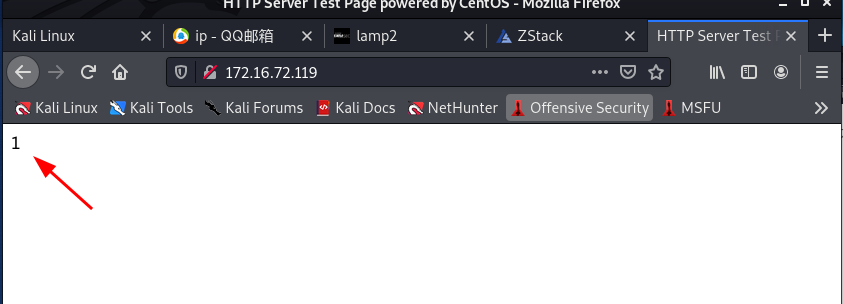 HTTP Server Test Page powered by CentOS - Mozilla Firefox
Kali Linux ip - QQ邮箱 lamp2 ZStack HTTP Server Test P
172.16.72.119
Kali Linux Kali Tools Kali Forums Kali Docs NetHunter Offensive Security MSFU
1